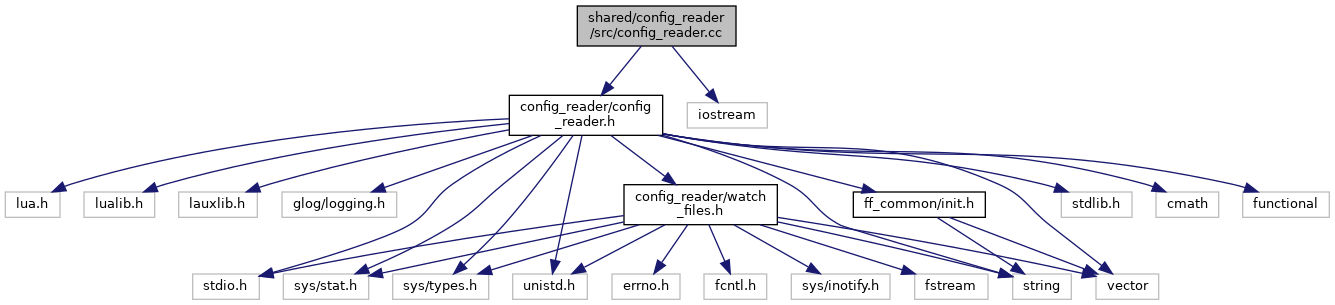 shared/config_reader
/src/config_reader.cc
config_reader/config
_reader.h
iostream
lua.h
lualib.h
lauxlib.h
glog/logging.h
config_reader/watch
_files.h
ff_common/init.h
stdlib.h
cmath
functional
stdio.h
sys/stat.h
sys/types.h
unistd.h
errno.h
fcntl.h
sys/inotify.h
fstream
string
vector